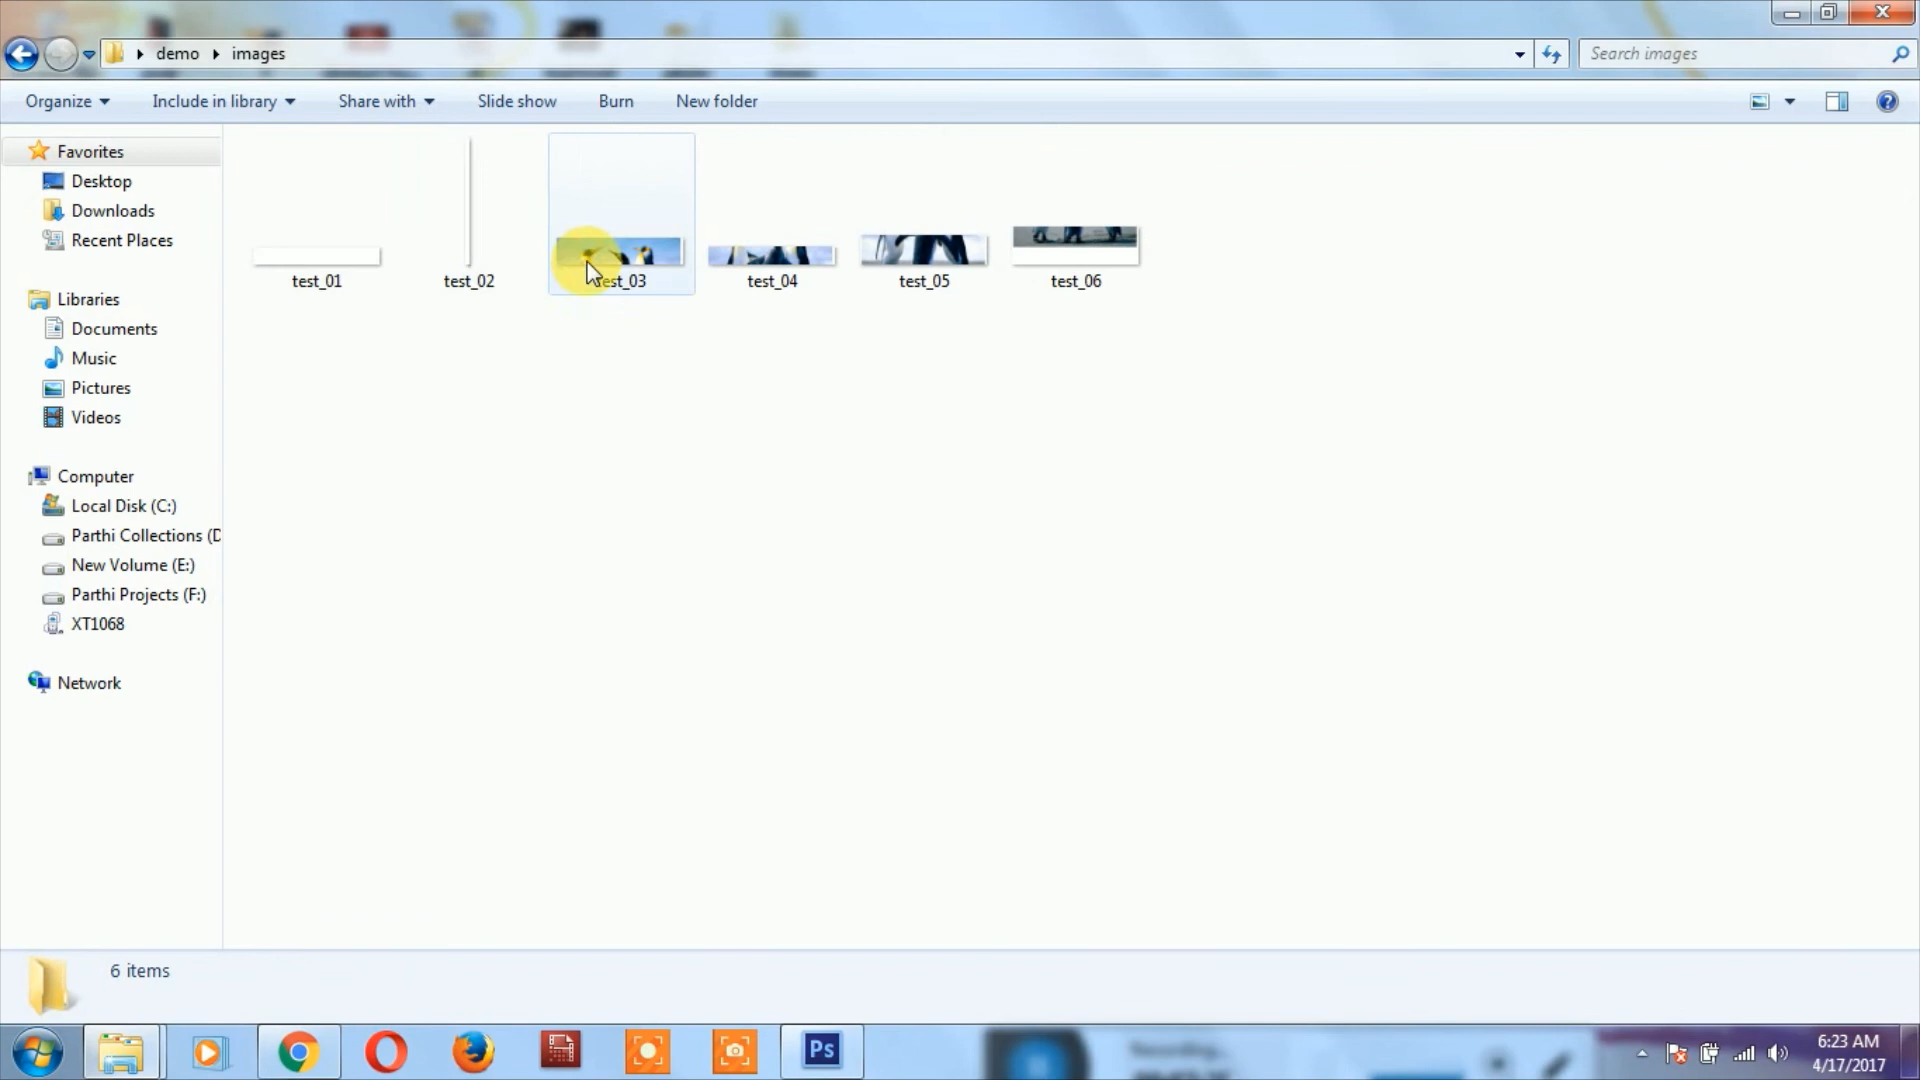 demo
images
Search images
Organize
Include in library
Share with
Slide show
Burn
New folder
Favorites
Desktop
Downloads
Recent Places
Libraries
Documents
Music
Pictures
Videos
Computer
Local Disk (C:)
Parthi Collections (D
New Volume (E:)
Parthi Projects (F:)
XT1068
Network
test_01
test_02
test_03
test_04
test_05
test_06
6 items
Ps
Recording...
6:23 AM
4/17/2017